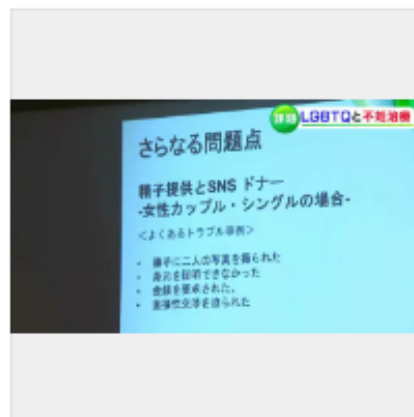 LGBTQと不妊治療
さらなる問題点
精子提供とSNS ドナー
-女性カップル・シングルの場合-
<よくあるトラブル事例>
・ 勝手に二人の写真を撮られた
・ 身元を証明できなかった
・ 金銭を要求された、
・ 直接性交渉を迫られた